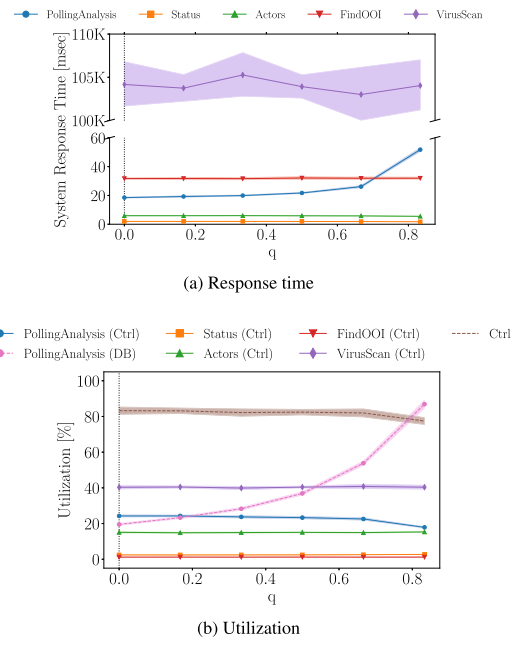 PollingAnalysis Status Actors FindOOI VirusScan
110K
105K
100K
60
40
20
0
System Response Time [msec]
0.0 0.2 0.4 0.6 0.8
q
(a) Response time
PollingAnalysis (Ctrl) Status (Ctrl) FindOOI (Ctrl) Ctrl
PollingAnalysis (DB) Actors (Ctrl) VirusScan (Ctrl)
100
80
60
40
20
0
Utilization [%]
0.0 0.2 0.4 0.6 0.8
q
(b) Utilization